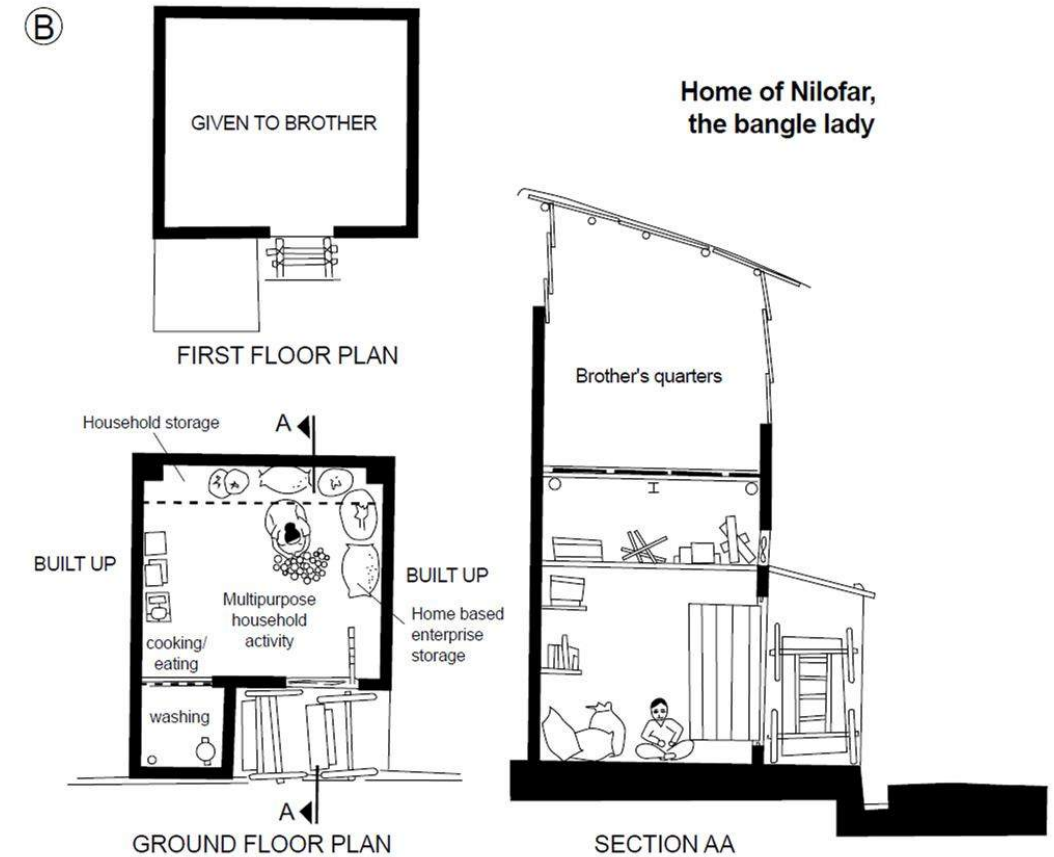 B
GIVEN TO BROTHER
FIRST FLOOR PLAN
Home of Nilofar,
the bangle lady
Household storage
A
BUILT UP
BUILT UP
Multipurpose
household
activity
Home based
enterprise
storage
cooking/
eating
washing
A
GROUND FLOOR PLAN
Brother's quarters
SECTION AA